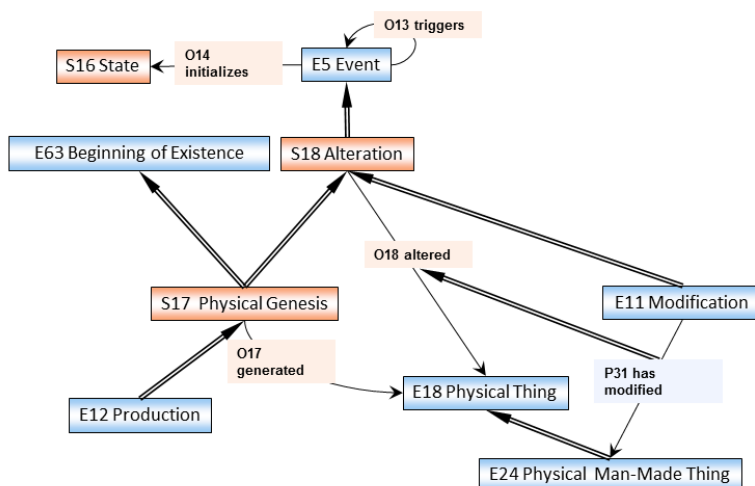 O13 triggers
O14
initializes
S16 State
E5 Event
E63 Beginning of Existence
S18 Alteration
O18 altered
S17 Physical Genesis
E11 Modification
O17
generated
P31 has
modified
E12 Production
E18 Physical Thing
E24 Physical Man-Made Thing